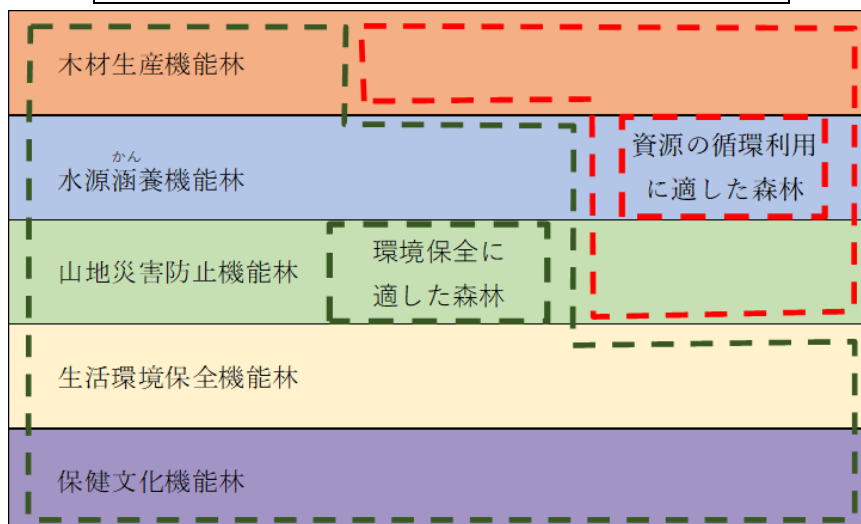 木材生産機能林
かん
水源涵養機能林
資源の循環利用
に適した森林
山地災害防止機能林
環境保全に
適した森林
生活環境保全機能林
保健文化機能林